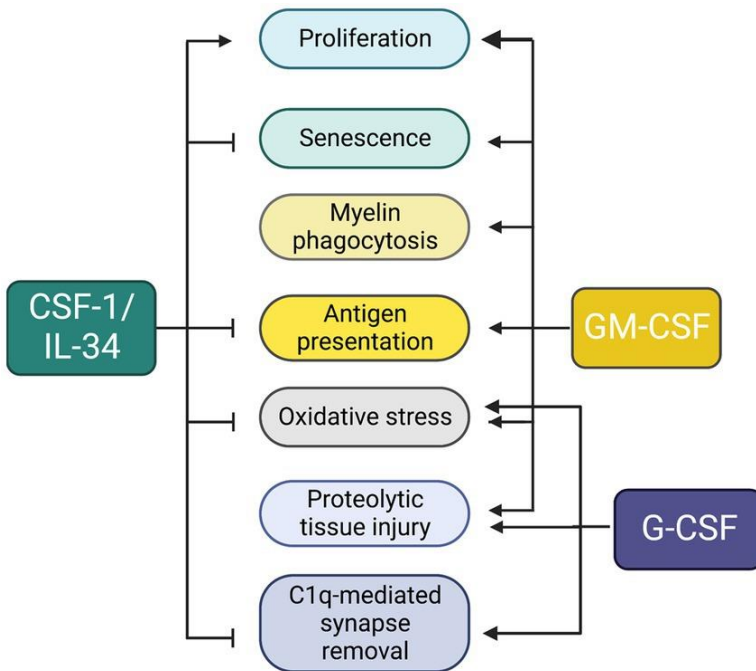 Proliferation
Senescence
Myelin
phagocytosis
CSF-1/
IL-34
Antigen
presentation
GM-CSF
Oxidative stress
Proteolytic
tissue injury
G-CSF
C1q-mediated
synapse
removal